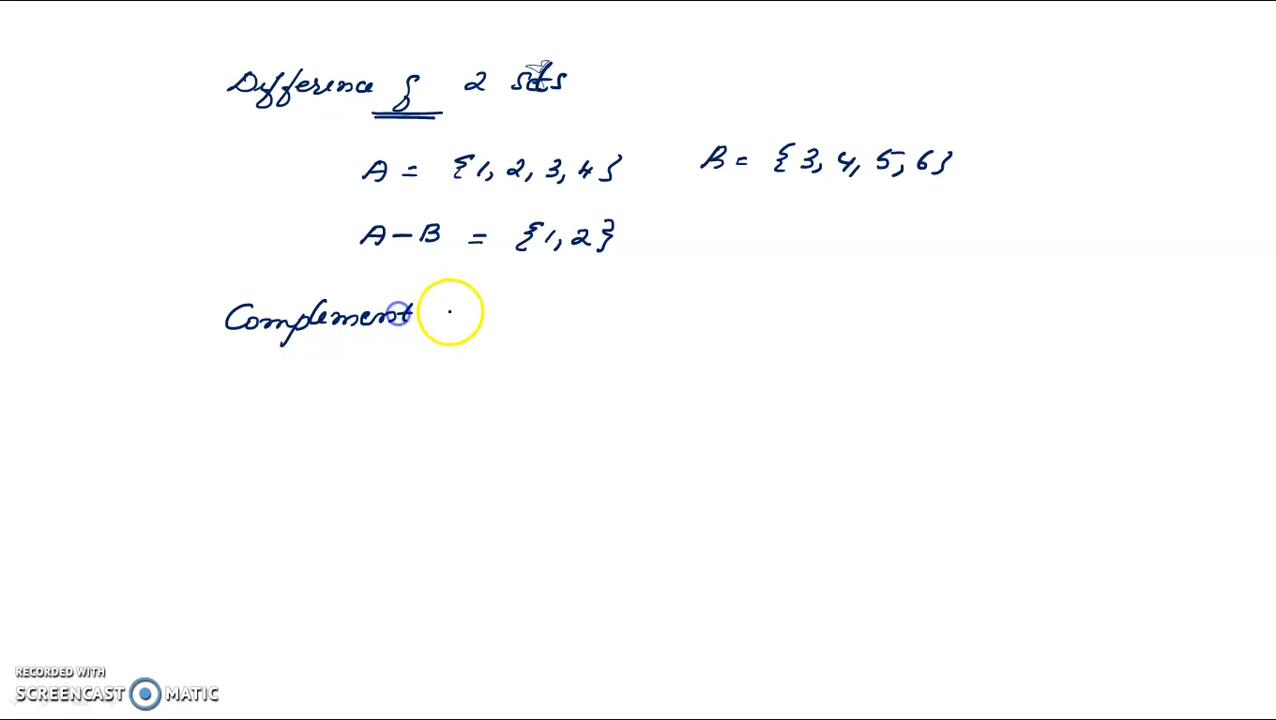 Difference of 2 sets
A = {1, 2, 3, 4} B = {3, 4, 5, 6}
A - B = {1, 2}
Complement
RECORDED WITH
SCREENCAST MATIC